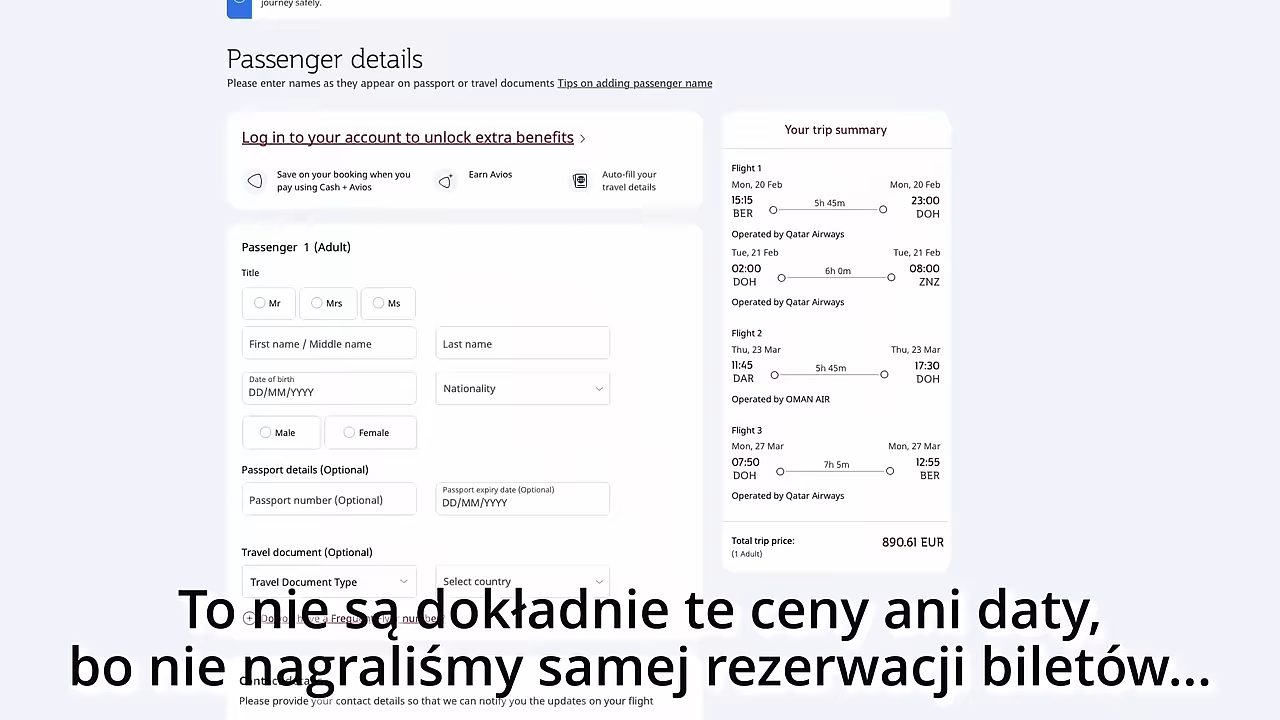 journey safely.
Passenger details
Please enter names as they appear on passport or travel documents Tips on adding passenger name
Log in to your account to unlock extra benefits
Save on your booking when you
pay using Cash + Avios
Earn Avios
Auto-fill your
travel details
Passenger 1 (Adult)
Title
Mr Mrs Ms
First name / Middle name Last name
Date of birth
DD/MM/YYYY
Nationality
Male Female
Passport details (Optional)
Passport number (Optional)
Passport expiry date (Optional)
DD/MM/YYYY
Travel document (Optional)
Travel Document Type Select country
Your trip summary
Flight 1
Mon, 20 Feb Mon, 20 Feb
15:15 5h 45m 23:00
BER DOH
Operated by Qatar Airways
Tue, 21 Feb Tue, 21 Feb
02:00 6h 0m 08:00
DOH ZNZ
Operated by Qatar Airways
Flight 2
Thu, 23 Mar Thu, 23 Mar
11:45 5h 45m 17:30
DAR DOH
Operated by OMAN AIR
Flight 3
Mon, 27 Mar Mon, 27 Mar
07:50 7h 5m 12:55
DOH BER
Operated by Qatar Airways
Total trip price: 890.61 EUR
(1 Adult)
To nie są dokładnie te ceny ani daty,
bo nie nagraliśmy samej rezerwacji biletów...
Please provide your contact details so that we can notify you the updates on your flight